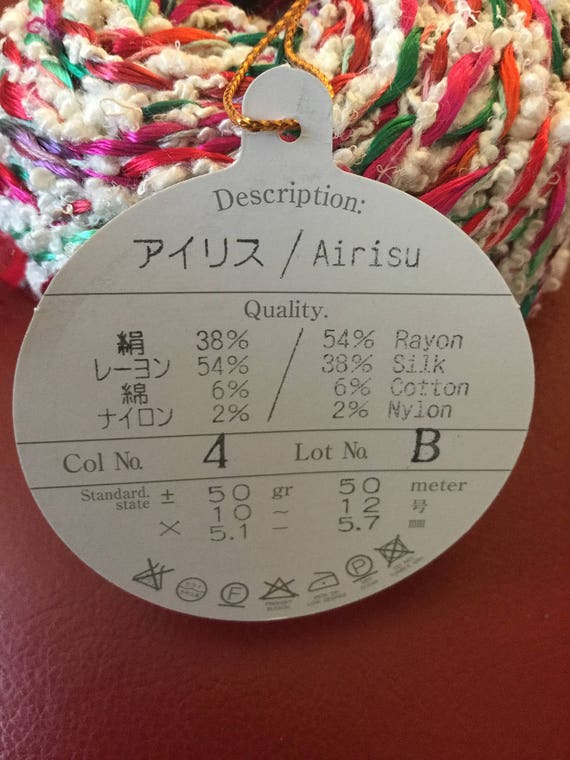 Description:
アイリス / Airisu
Quality.
絹 38% / 54% Rayon
レーヨン 54% 38% Silk
綿 6% 6% Cotton
ナイロン 2% 2% Nylon
Col No. 4 Lot No. B
Standard. state ± 50 gr 50 meter
10 ~ 12 号
× 5.1 − 5.7 mm
F P